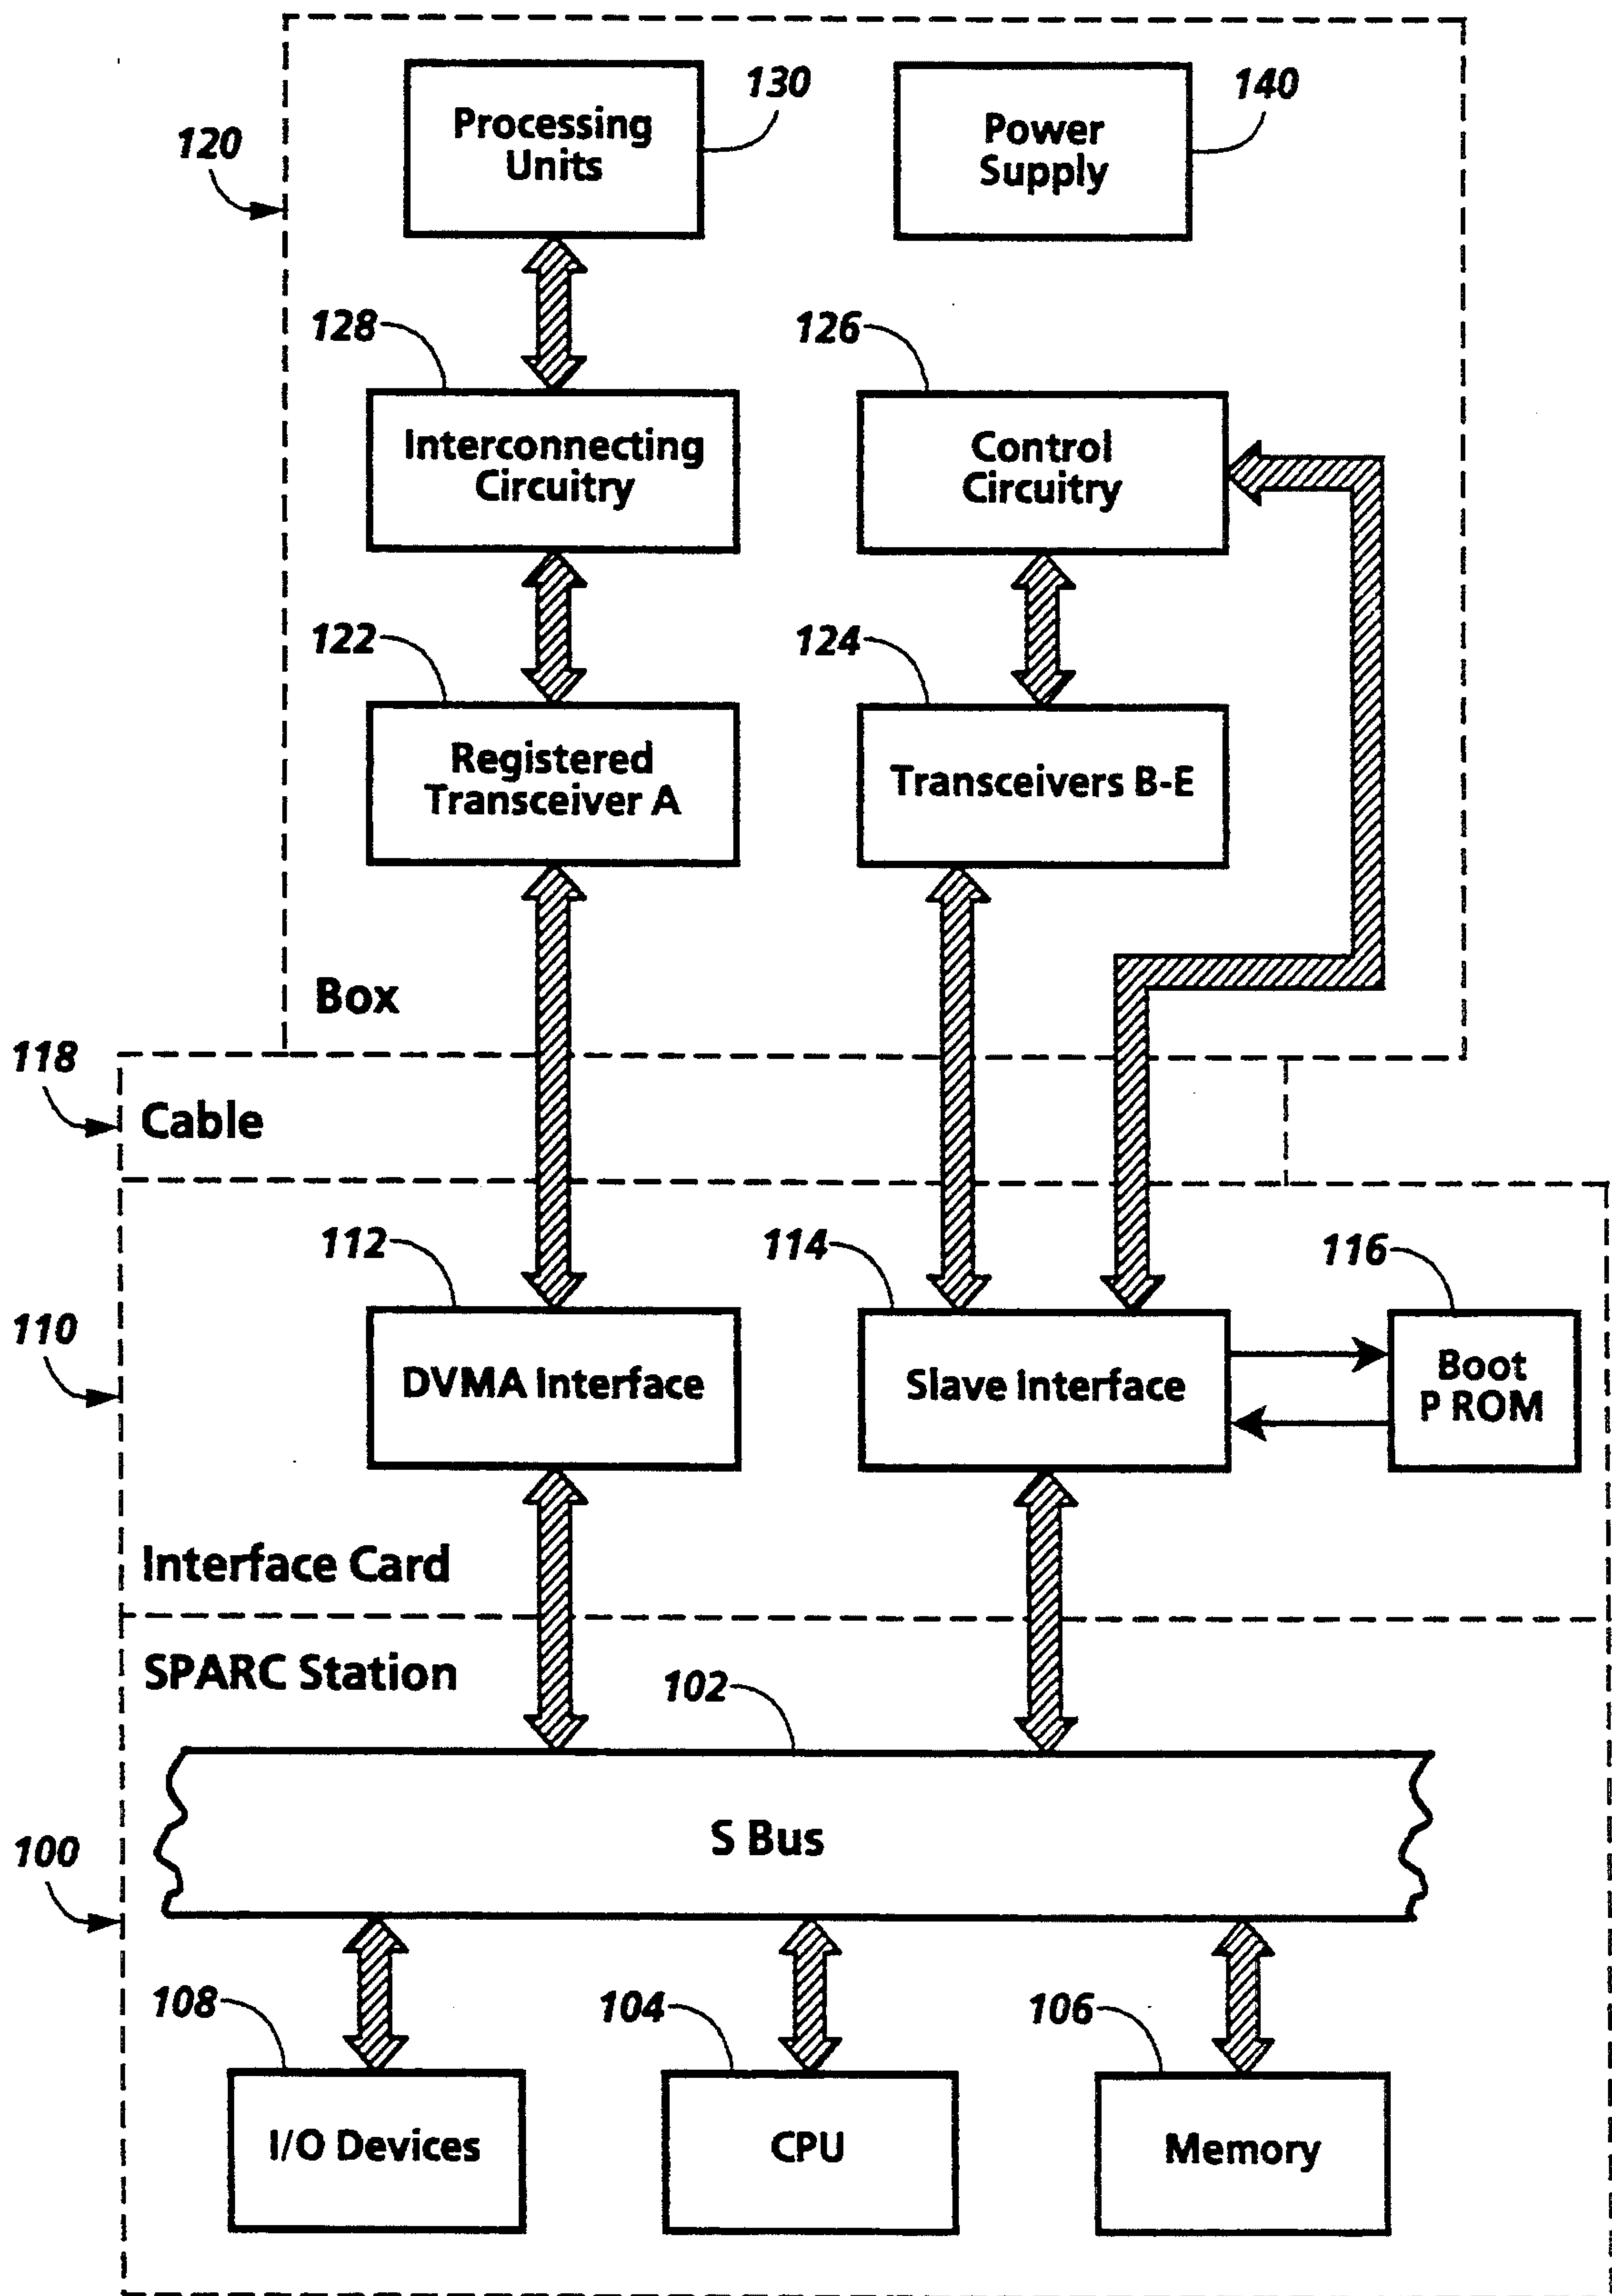 130
140
120
Processing
Units
Power
Supply
128
126
Interconnecting
Circuitry
Control
Circuitry
122
124
Registered
Transceiver A
Transceivers B-E
Box
118
Cable
112
114
116
110
DVMA Interface
Slave Interface
Boot
P ROM
Interface Card
SPARC Station
102
S Bus
100
108
104
106
I/O Devices
CPU
Memory